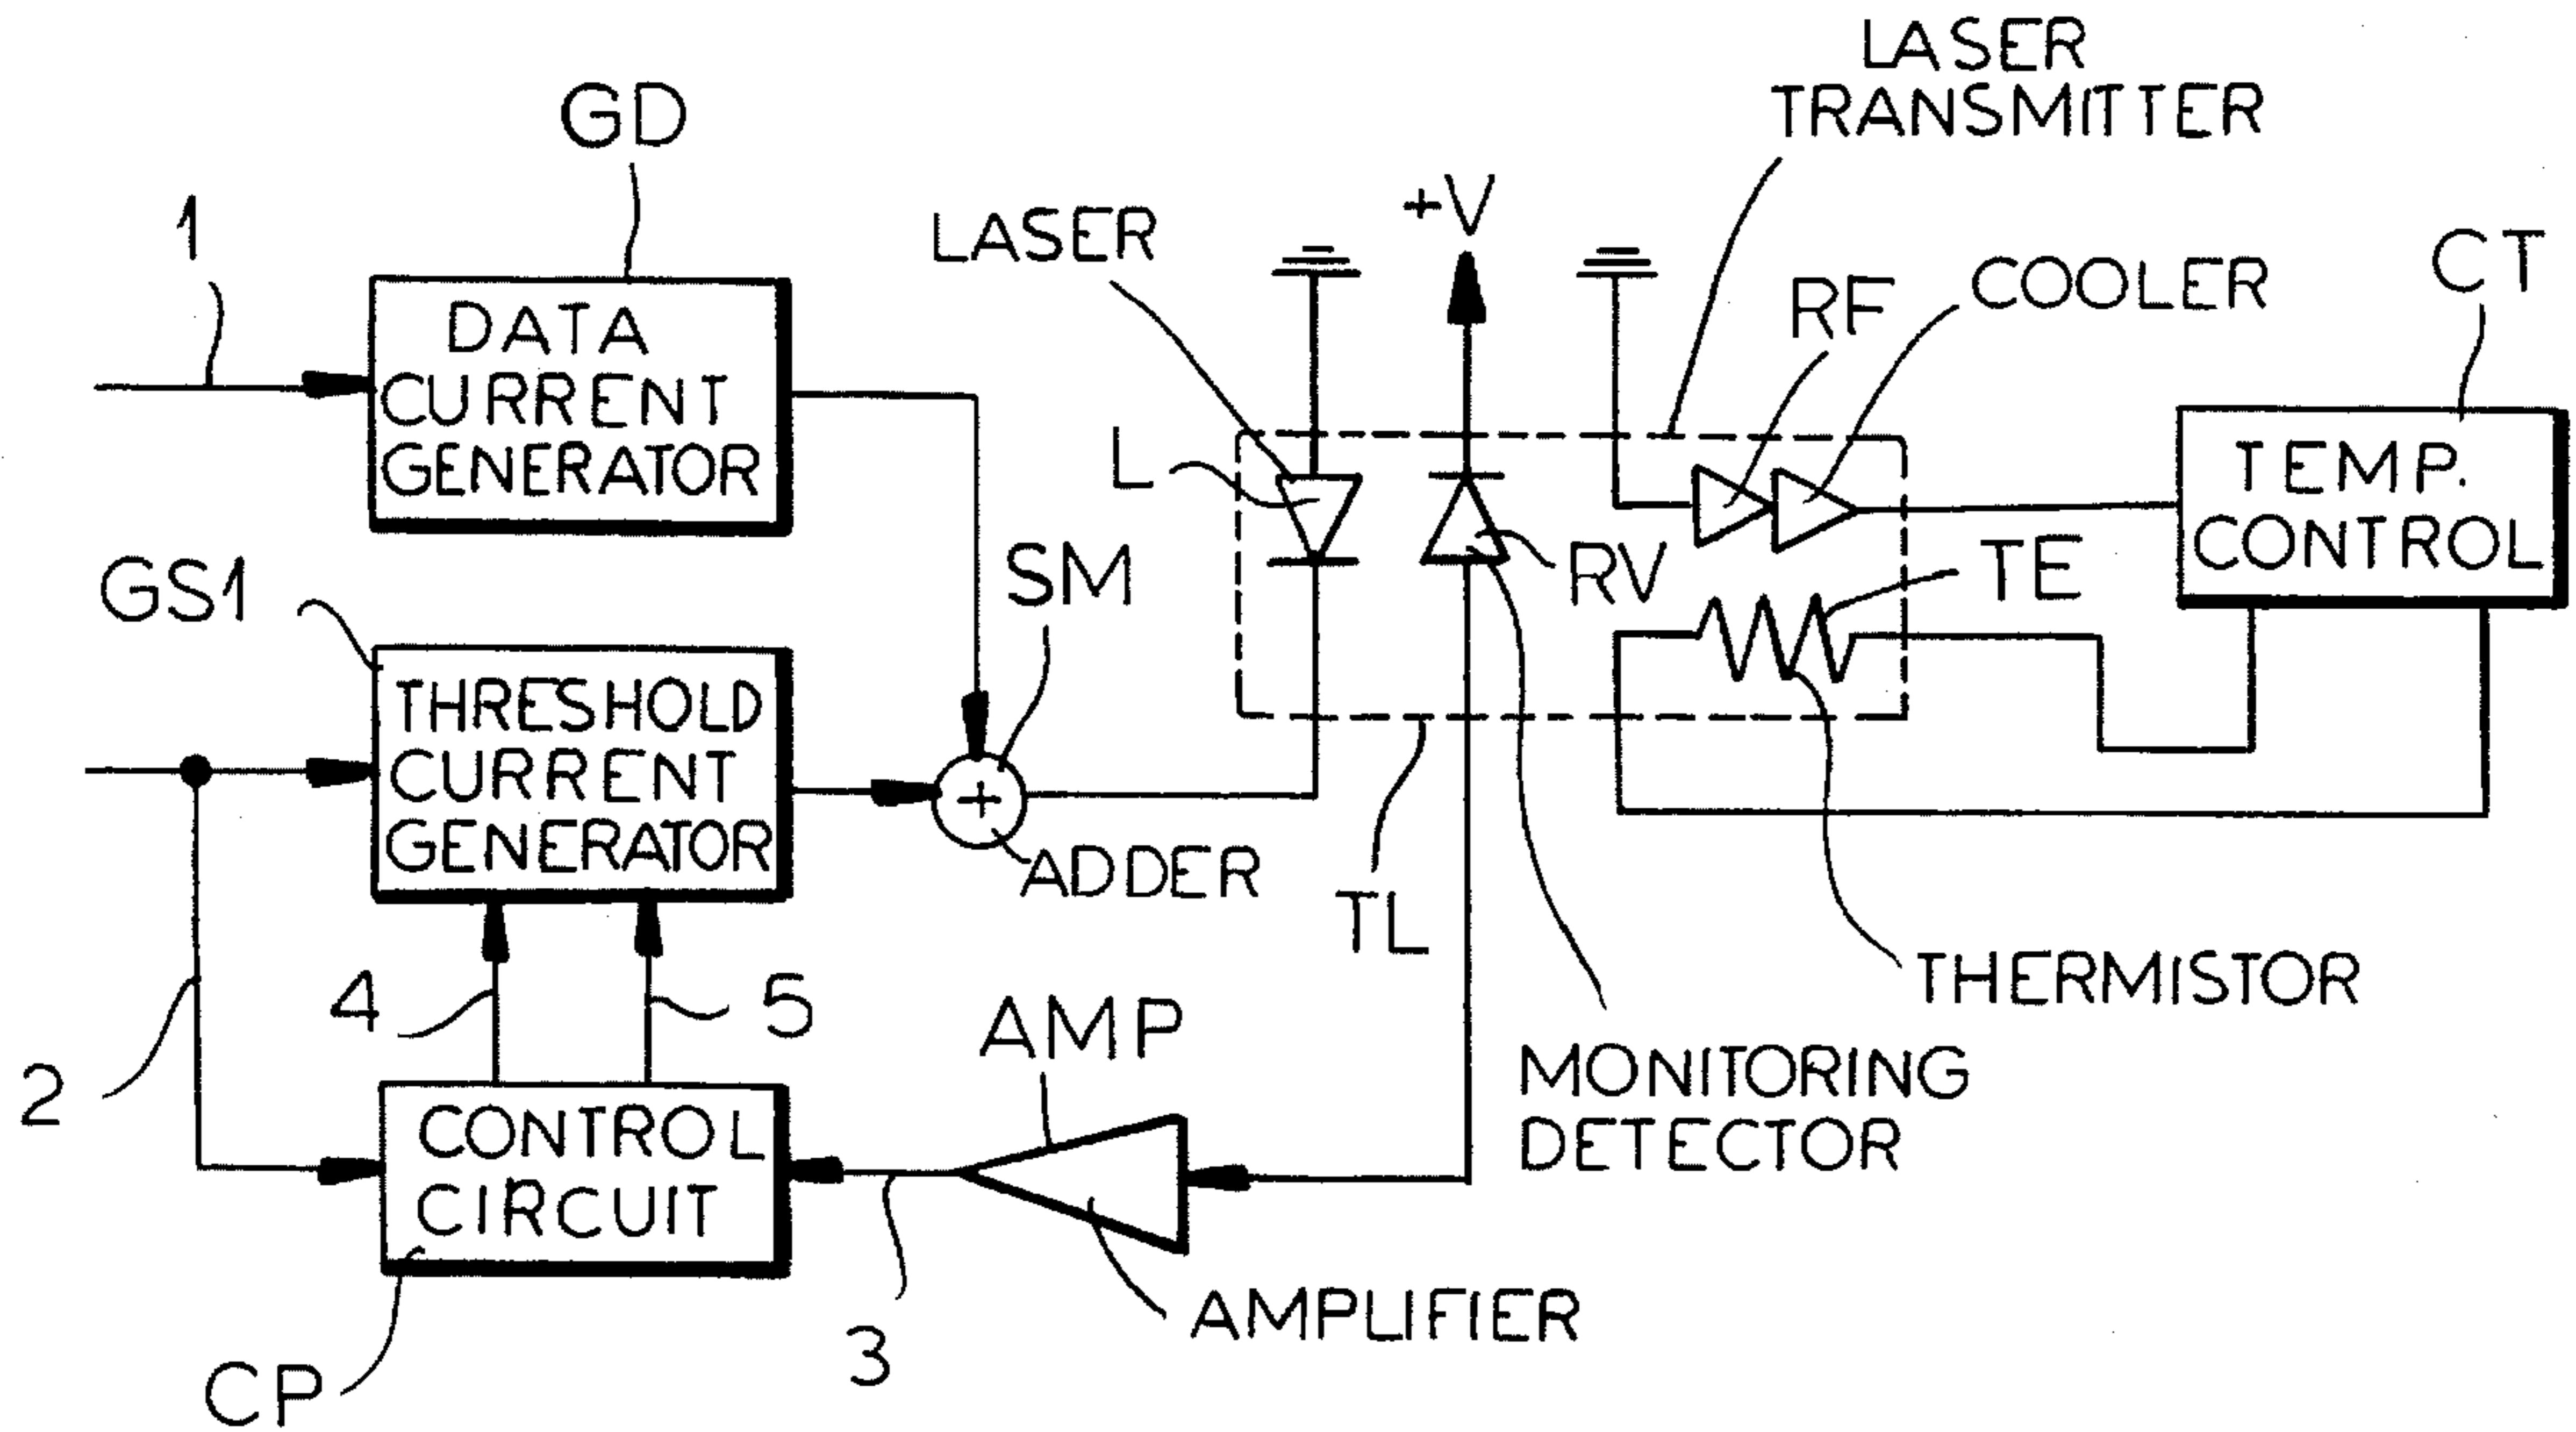 LASER
TRANSMITTER
GD
1
+V
LASER
CT
COOLER
RF
DATA
CURRENT
GENERATOR
L
TEMP.
CONTROL
GS1
SM
RV
TE
THRESHOLD
CURRENT
GENERATOR
+
ADDER
TL
THERMISTOR
4
5
AMP
2
MONITORING
DETECTOR
CONTROL
CIRCUIT
AMPLIFIER
3
CP